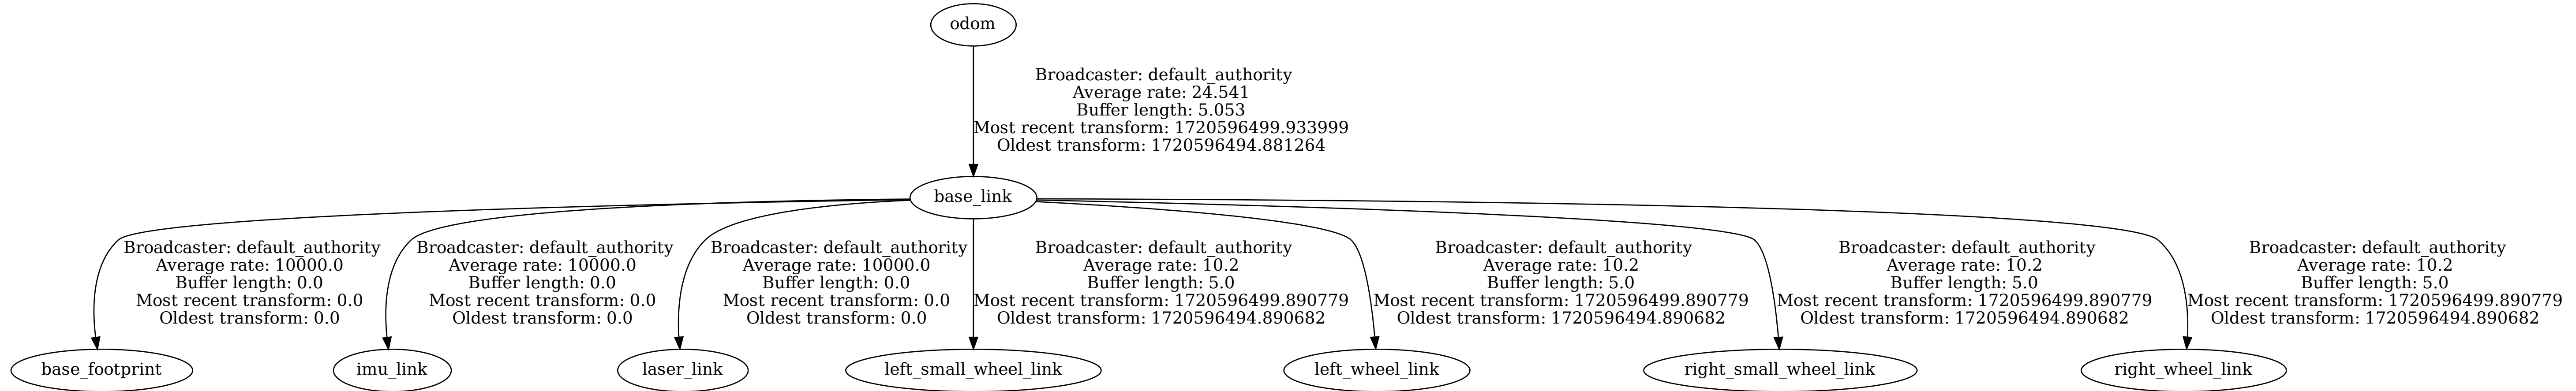 odom
Broadcaster: default_authority
Average rate: 24.541
Buffer length: 5.053
Most recent transform: 1720596499.933999
Oldest transform: 1720596494.881264
base_link
Broadcaster: default_authority
Average rate: 10000.0
Buffer length: 0.0
Most recent transform: 0.0
Oldest transform: 0.0
Broadcaster: default_authority
Average rate: 10000.0
Buffer length: 0.0
Most recent transform: 0.0
Oldest transform: 0.0
Broadcaster: default_authority
Average rate: 10000.0
Buffer length: 0.0
Most recent transform: 0.0
Oldest transform: 0.0
Broadcaster: default_authority
Average rate: 10.2
Buffer length: 5.0
Most recent transform: 1720596499.890779
Oldest transform: 1720596494.890682
Broadcaster: default_authority
Average rate: 10.2
Buffer length: 5.0
Most recent transform: 1720596499.890779
Oldest transform: 1720596494.890682
Broadcaster: default_authority
Average rate: 10.2
Buffer length: 5.0
Most recent transform: 1720596499.890779
Oldest transform: 1720596494.890682
Broadcaster: default_authority
Average rate: 10.2
Buffer length: 5.0
Most recent transform: 1720596499.890779
Oldest transform: 1720596494.890682
base_footprint
imu_link
laser_link
left_small_wheel_link
left_wheel_link
right_small_wheel_link
right_wheel_link